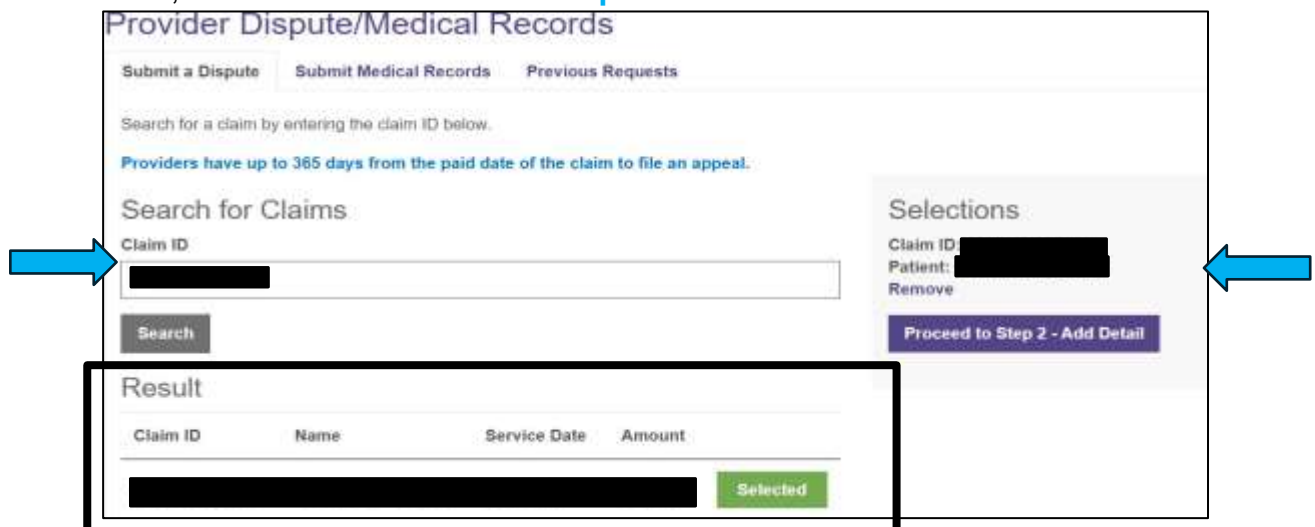 Provider Dispute/Medical Records
Submit a Dispute Submit Medical Records Previous Requests
Search for a claim by entering the claim ID below.
Providers have up to 365 days from the paid date of the claim to file an appeal.
Search for Claims
Claim ID
Search
Selections
Claim ID:
Patient:
Remove
Proceed to Step 2 - Add Detail
Result
Claim ID Name Service Date Amount
Selected